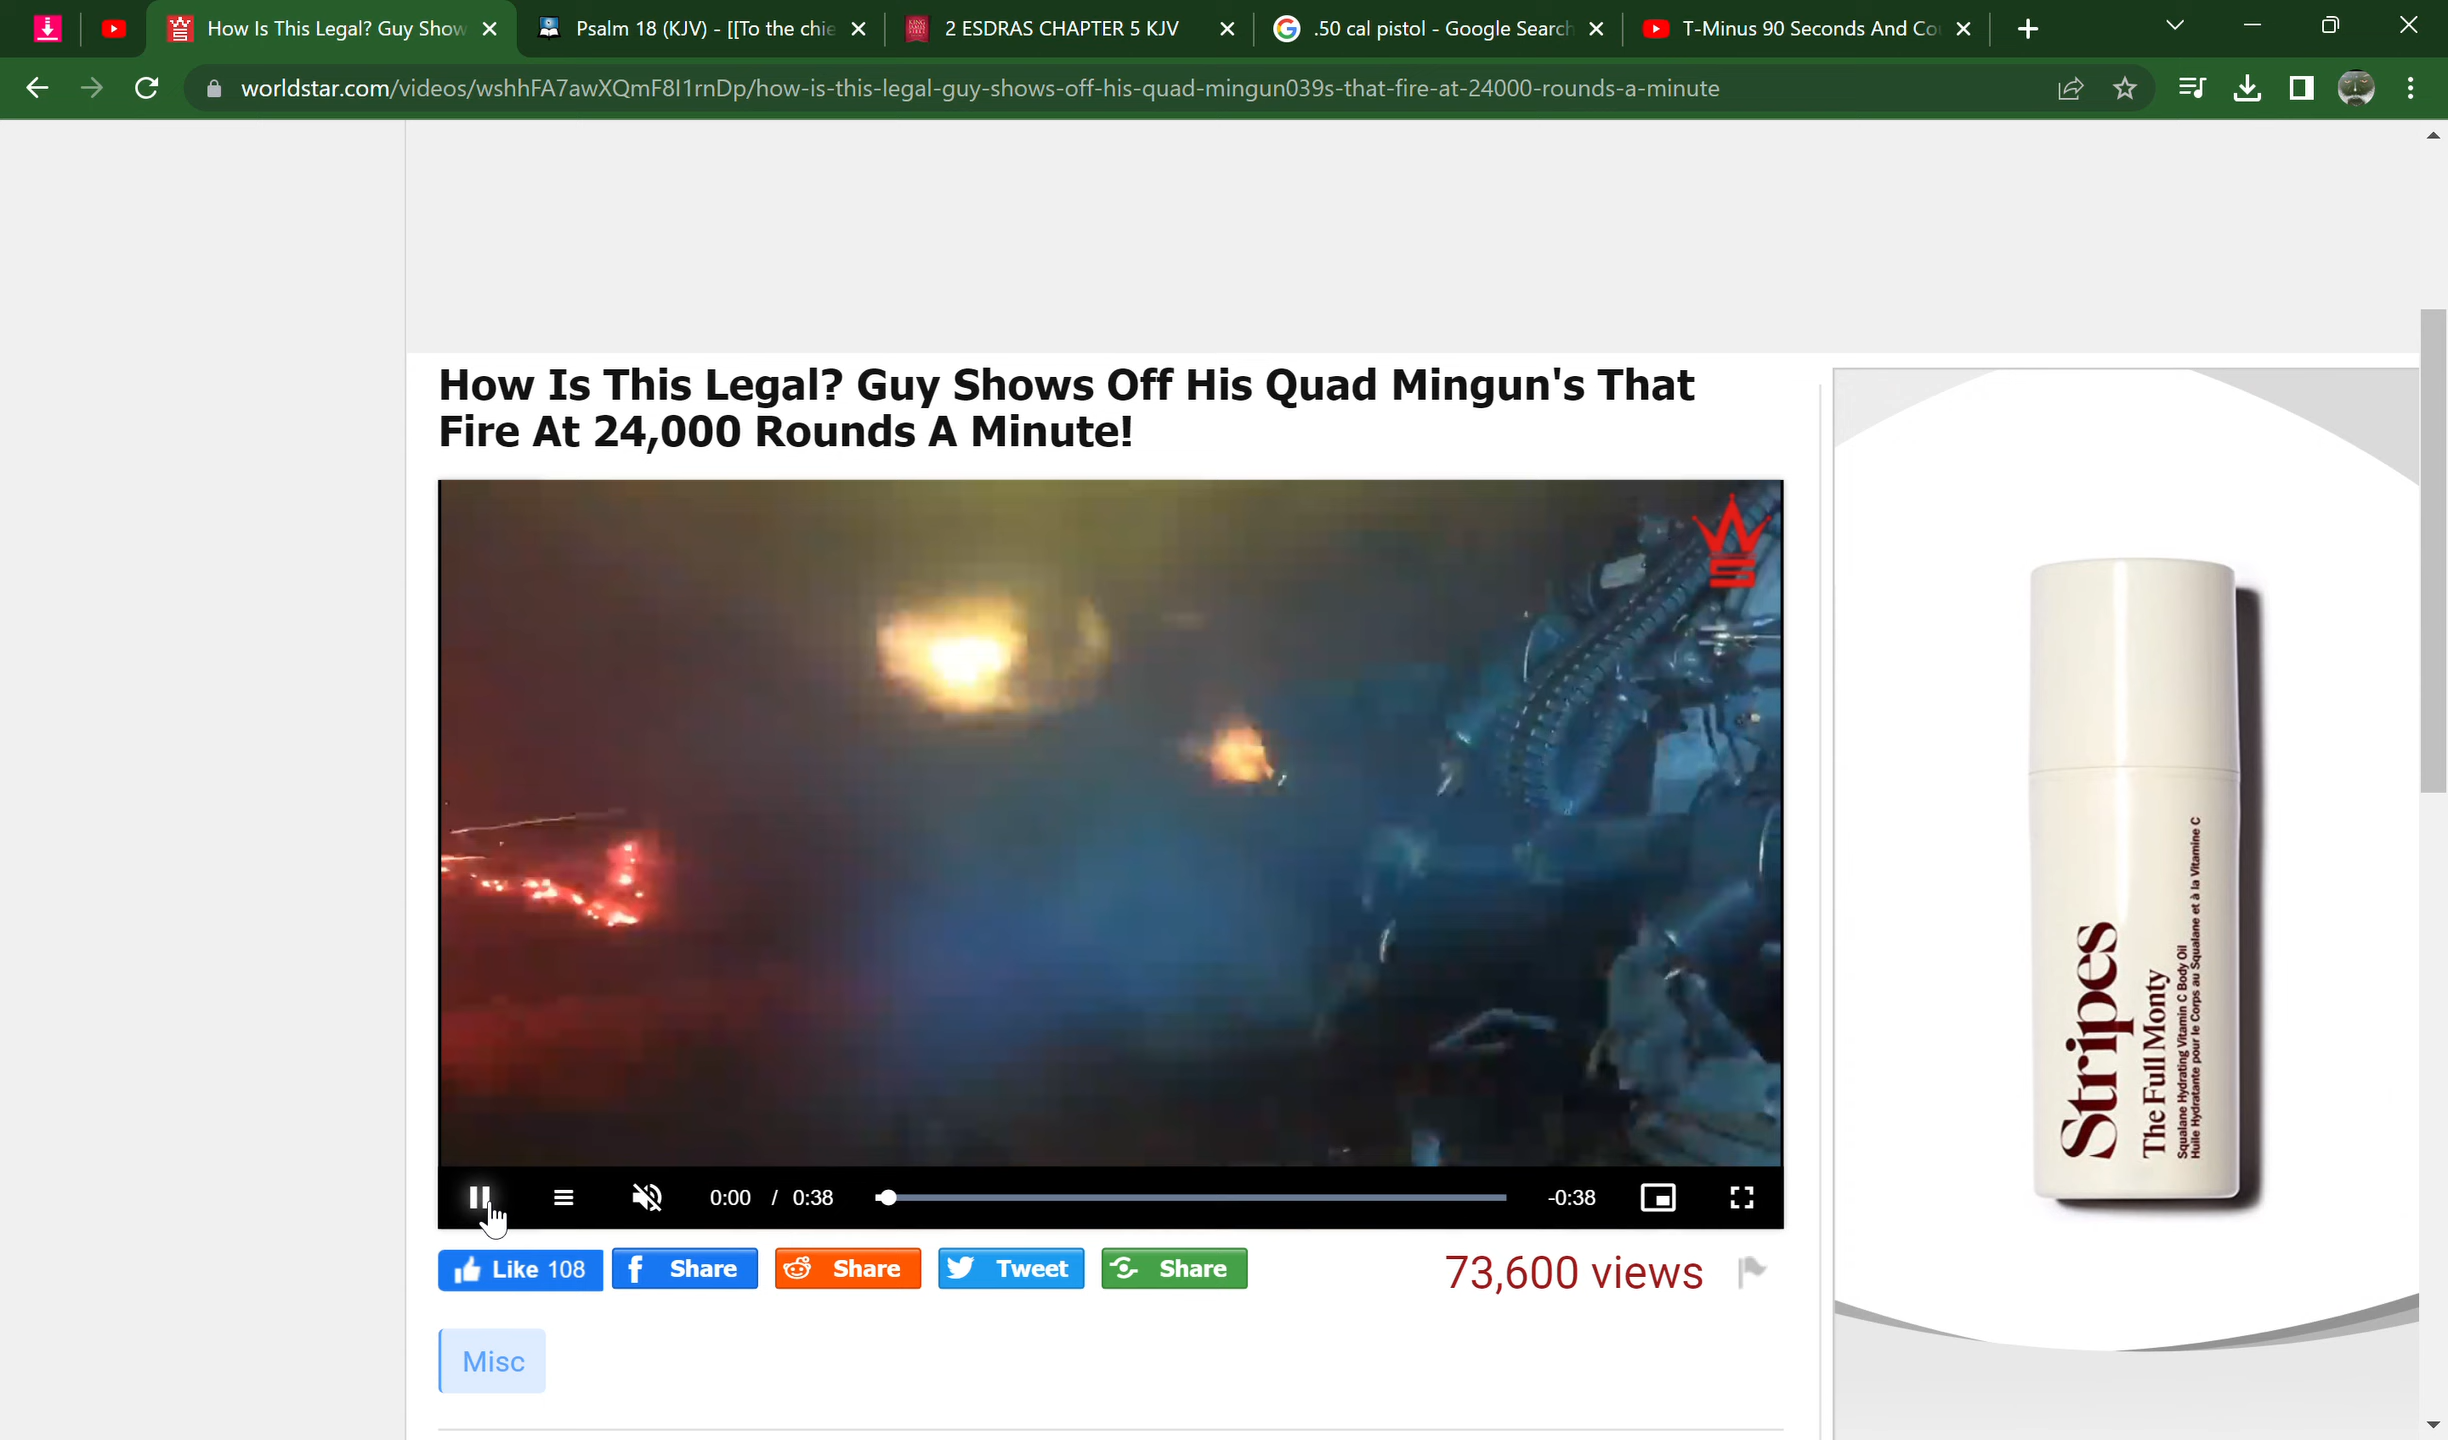 How Is This Legal? Guy Show
Psalm 18 (KJV) - [[To the chie
2 ESDRAS CHAPTER 5 KJV
.50 cal pistol - Google Search
T-Minus 90 Seconds And Co
worldstar.com/videos/wshhFA7awXQmF8I1rnDp/how-is-this-legal-guy-shows-off-his-quad-mingun039s-that-fire-at-24000-rounds-a-minute
How Is This Legal? Guy Shows Off His Quad Mingun's That
Fire At 24,000 Rounds A Minute!
Stripes
The Full Monty
Squalane Hydrating Vitamin C Body Oil
Huile Hydratante pour le Corps au Squalane et à la Vitamine C
0:00 / 0:38
-0:38
Like 108
Share
Share
Tweet
Share
73,600 views
Misc